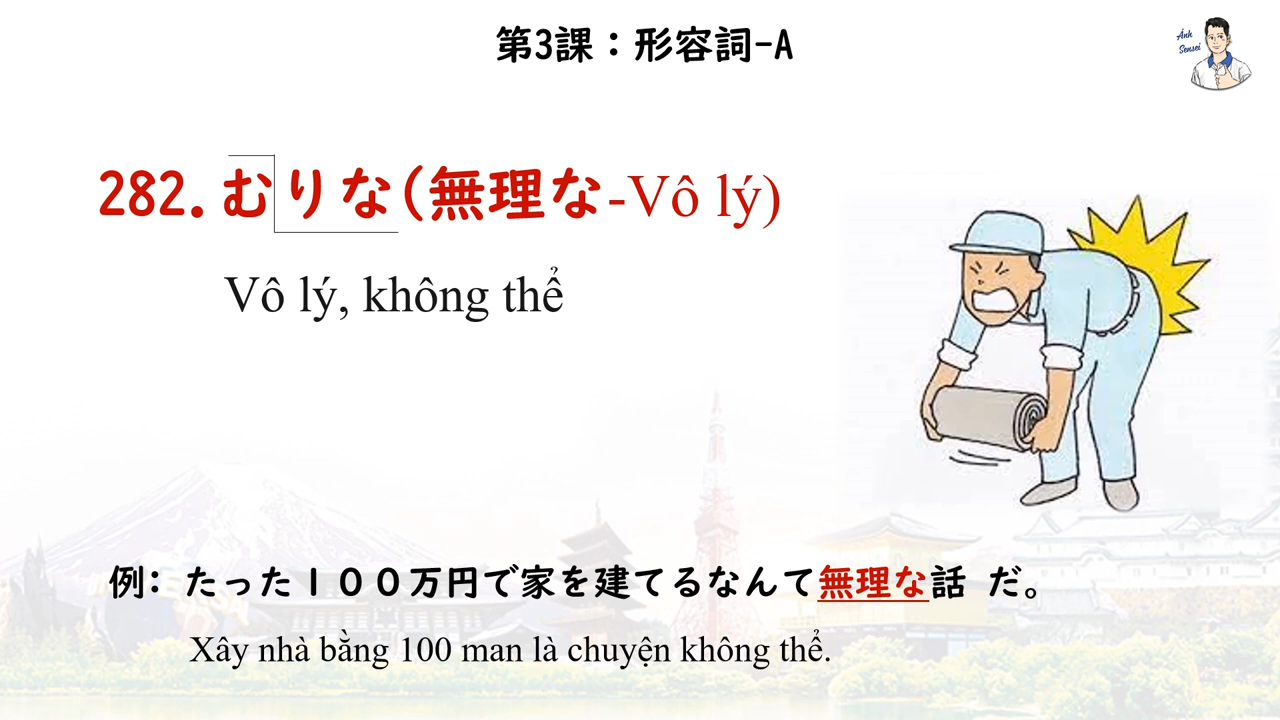 第3課：形容詞-A
Ánh
Sensei
282.むりな(無理な-Vô lý)
Vô lý, không thể
例: たった１００万円で家を建てるなんて無理な話 だ。
Xây nhà bằng 100 man là chuyện không thể.